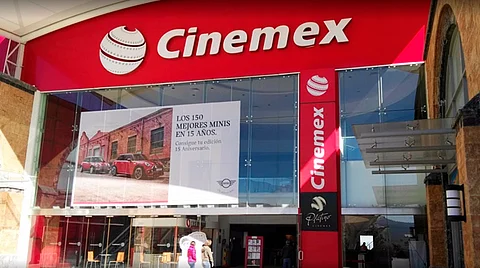 Cinemex
LOS 150
MEJORES MINIS
EN 15 AÑOS.
Consigue tu edición
15 Aniversario.
MINI
Cinemex
Platino